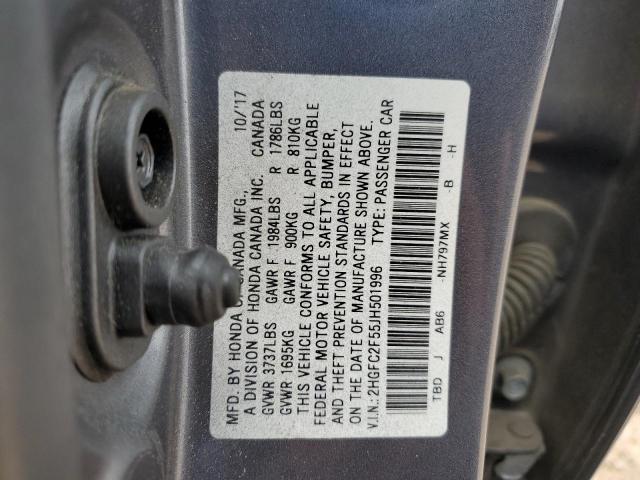 MFD. BY HONDA OF CANADA MFG., 10/'17
A DIVISION OF HONDA CANADA INC. CANADA
GVWR 3737LBS GAWR F 1984LBS R 1786LBS
GVWR 1695KG GAWR F 900KG R 810KG
THIS VEHICLE CONFORMS TO ALL APPLICABLE
FEDERAL MOTOR VEHICLE SAFETY, BUMPER,
AND THEFT PREVENTION STANDARDS IN EFFECT
ON THE DATE OF MANUFACTURE SHOWN ABOVE.
V.I.N.: 2HGFC2F55JH501996 TYPE: PASSENGER CAR
TBD J AB6 -NH797MX -B -H